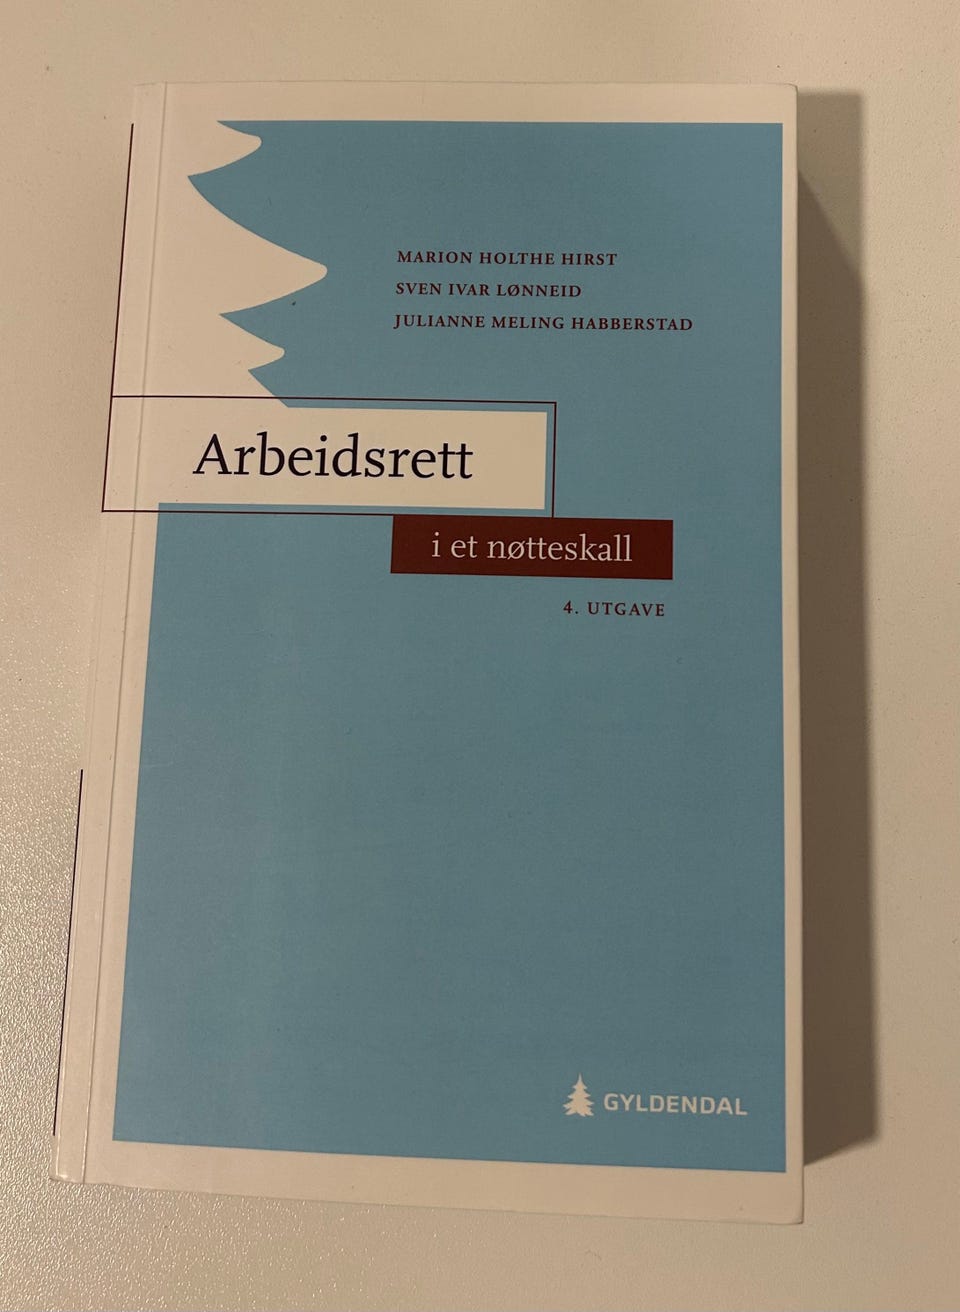 MARION HOLTHE HIRST
SVEN IVAR LØNNEID
JULIANNE MELING HABBERSTAD
Arbeidsrett
i et nøtteskall
4. UTGAVE
GYLDENDAL